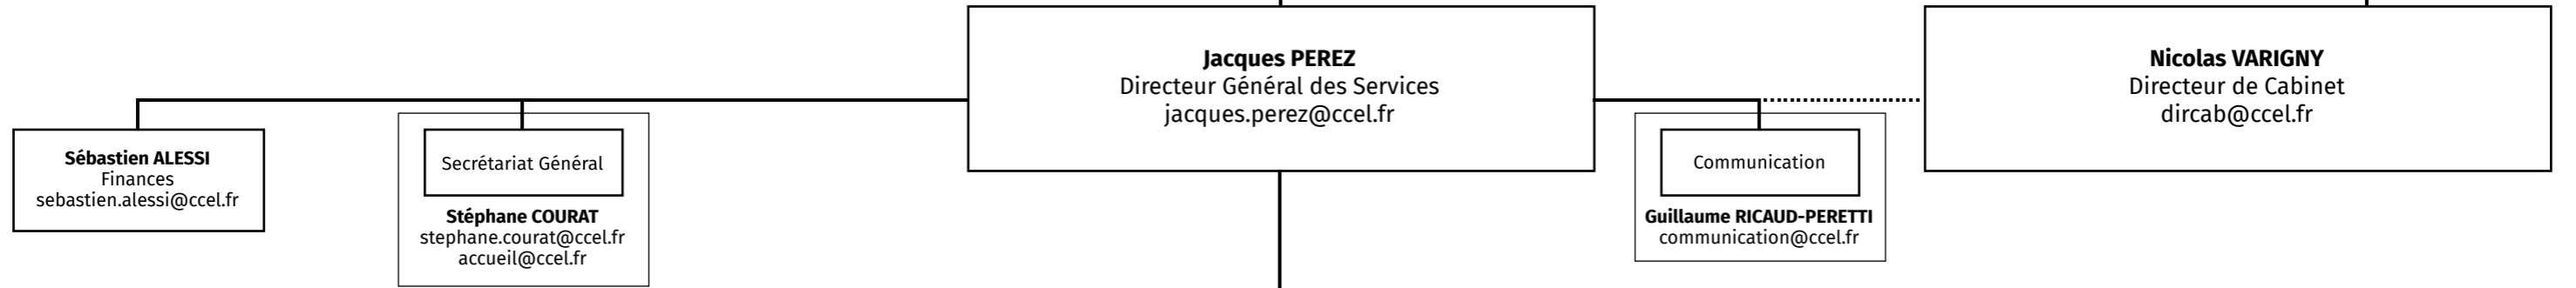 Jacques PEREZ
Directeur Général des Services
jacques.perez@ccel.fr
Nicolas VARIGNY
Directeur de Cabinet
dircab@ccel.fr
Sébastien ALESSI
Finances
sebastien.alessi@ccel.fr
Secrétariat Général
Stéphane COURAT
stephane.courat@ccel.fr
accueil@ccel.fr
Communication
Guillaume RICAUD-PERETTI
communication@ccel.fr